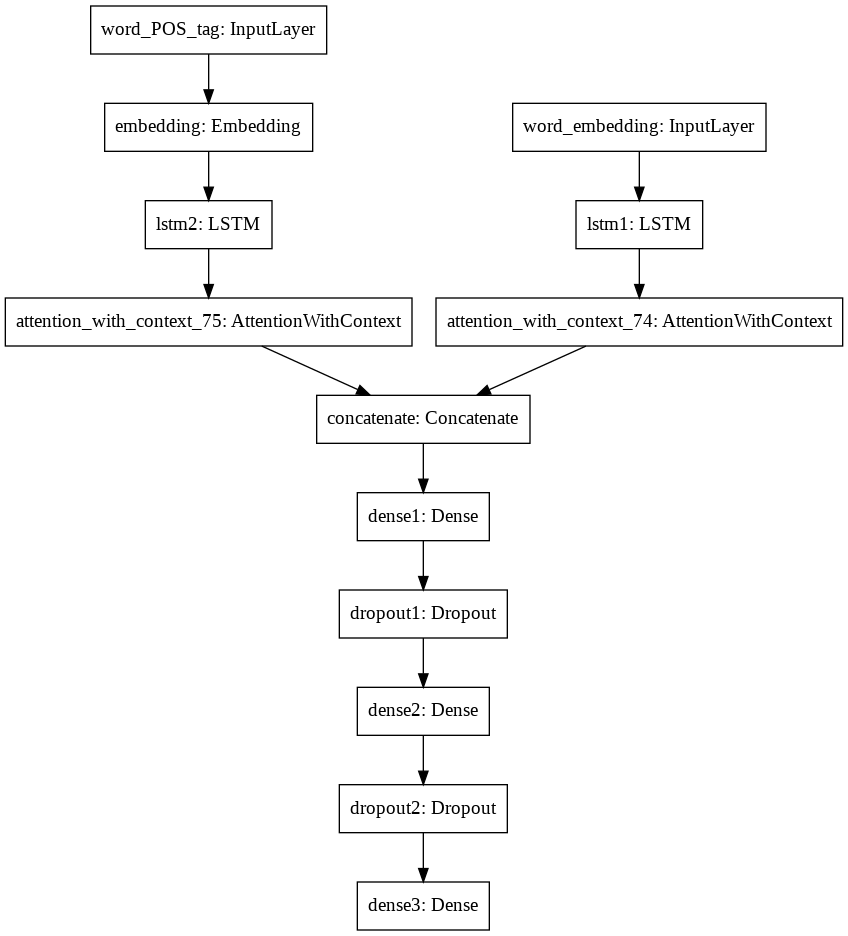 word_POS_tag: InputLayer
embedding: Embedding
word_embedding: InputLayer
lstm2: LSTM
lstm1: LSTM
attention_with_context_75: AttentionWithContext
attention_with_context_74: AttentionWithContext
concatenate: Concatenate
dense1: Dense
dropout1: Dropout
dense2: Dense
dropout2: Dropout
dense3: Dense